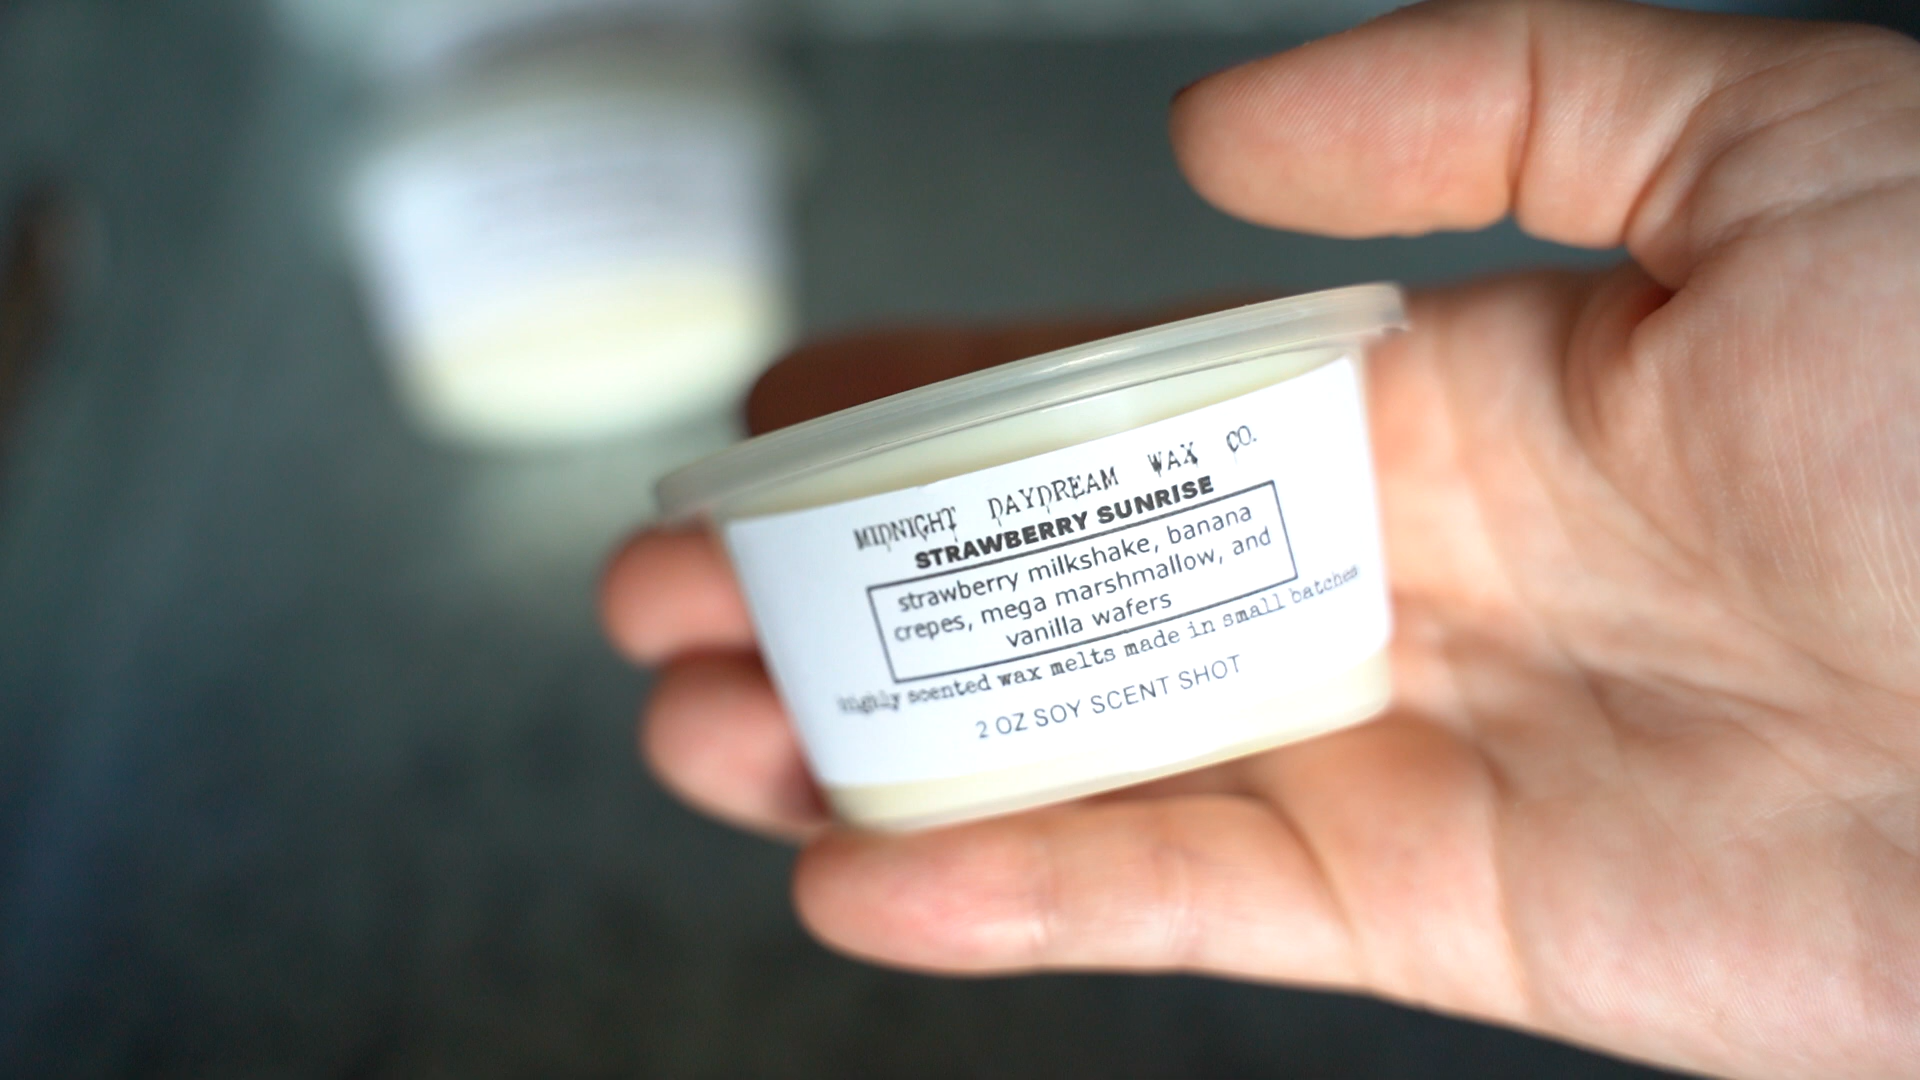 MIDNIGHT DAYDREAM WAX CO.
STRAWBERRY SUNRISE
strawberry milkshake, banana
crepes, mega marshmallow, and
vanilla wafers
highly scented wax melts made in small batches
2 OZ SOY SCENT SHOT